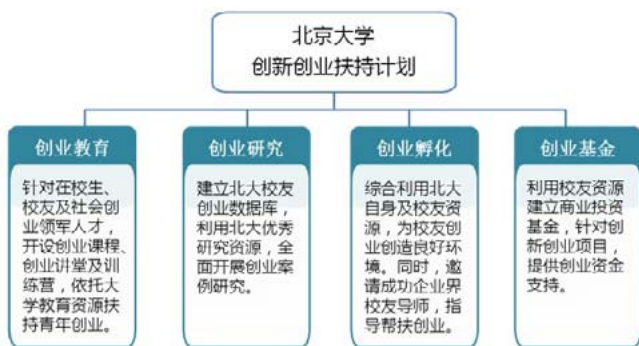 北京大学
创新创业扶持计划
创业教育
针对在校生、
校友及社会创
业领军人才，
开设创业课程、
创业讲堂及训
练营，依托大
学教育资源扶
持青年创业。
创业研究
建立北大校友
创业数据库，
利用北大优秀
研究资源，全
面开展创业案
例研究。
创业孵化
综合利用北大
自身及校友资
源，为校友创
业创造良好环
境。同时，邀
请成功企业界
校友导师，指
导帮扶创业。
创业基金
利用校友资源
建立商业投资
基金，针对创
新创业项目，
提供创业资金
支持。